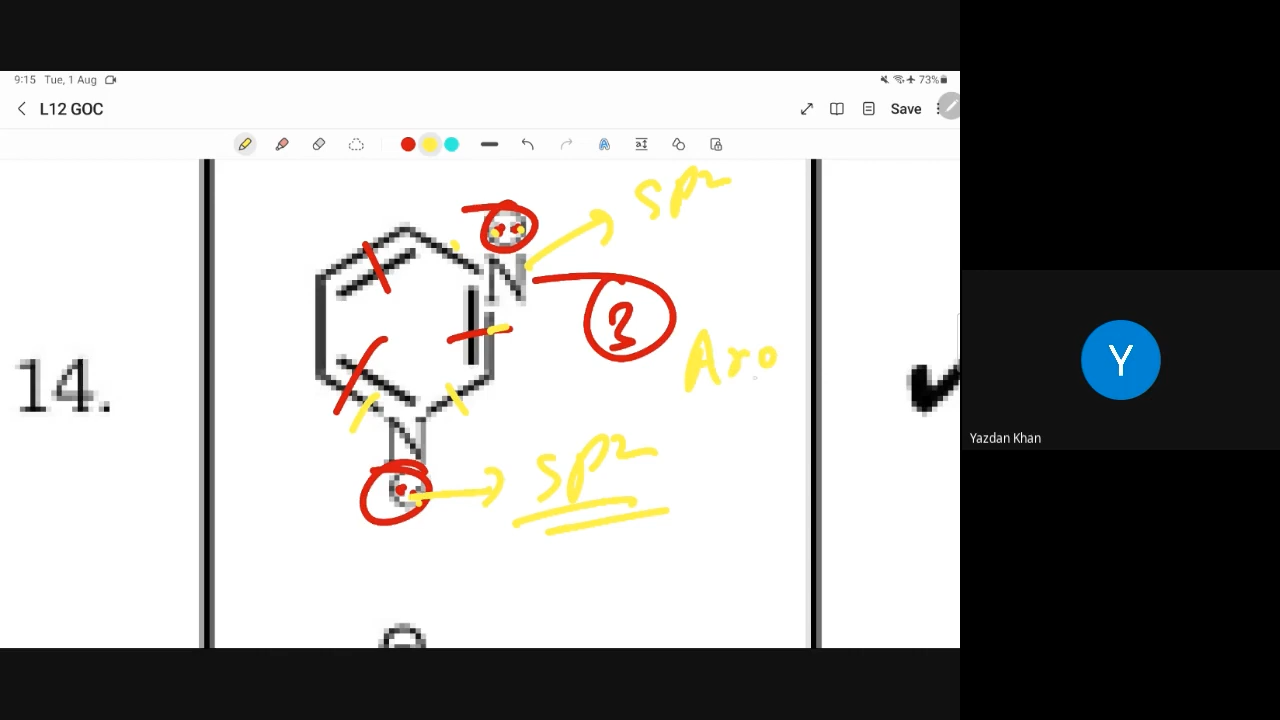 9:15 Tue, 1 Aug 73%
L12 GOC
Save
sp2
N
3
Aro
14.
N
sp2
Y
Yazdan Khan